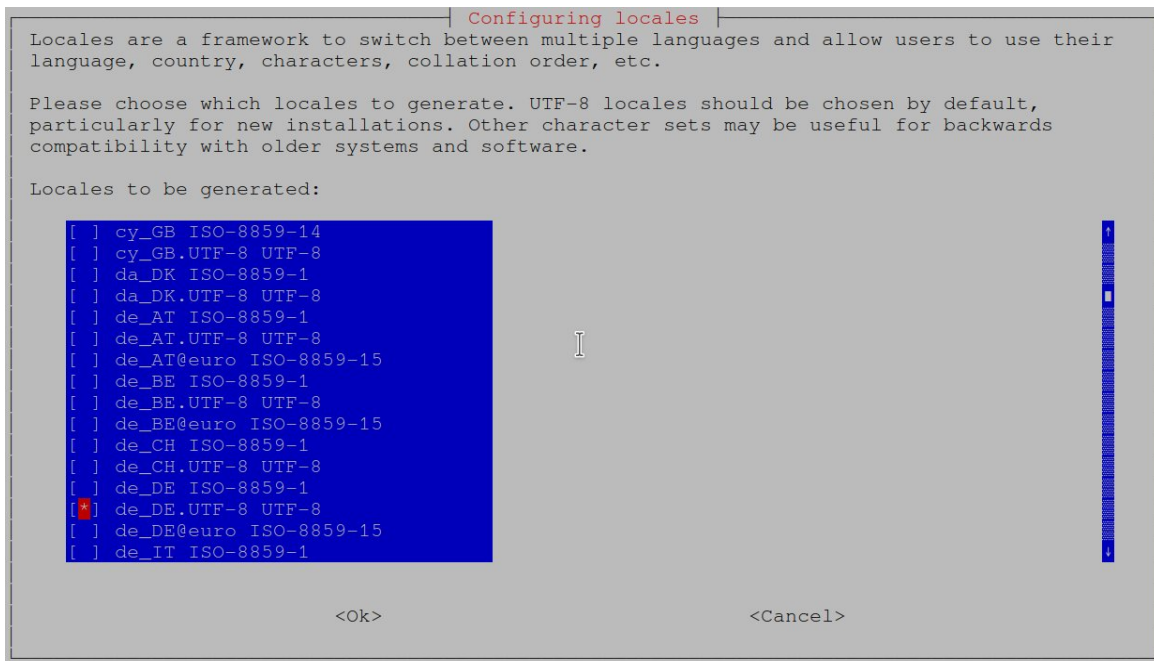 Configuring locales
Locales are a framework to switch between multiple languages and allow users to use their
language, country, characters, collation order, etc.
Please choose which locales to generate. UTF-8 locales should be chosen by default,
particularly for new installations. Other character sets may be useful for backwards
compatibility with older systems and software.
Locales to be generated:
[ ] cy_GB ISO-8859-14
[ ] cy_GB.UTF-8 UTF-8
[ ] da_DK ISO-8859-1
[ ] da_DK.UTF-8 UTF-8
[ ] de_AT ISO-8859-1
[ ] de_AT.UTF-8 UTF-8
[ ] de_AT@euro ISO-8859-15
[ ] de_BE ISO-8859-1
[ ] de_BE.UTF-8 UTF-8
[ ] de_BE@euro ISO-8859-15
[ ] de_CH ISO-8859-1
[ ] de_CH.UTF-8 UTF-8
[ ] de_DE ISO-8859-1
[*] de_DE.UTF-8 UTF-8
[ ] de_DE@euro ISO-8859-15
[ ] de_IT ISO-8859-1
<Ok> <Cancel>